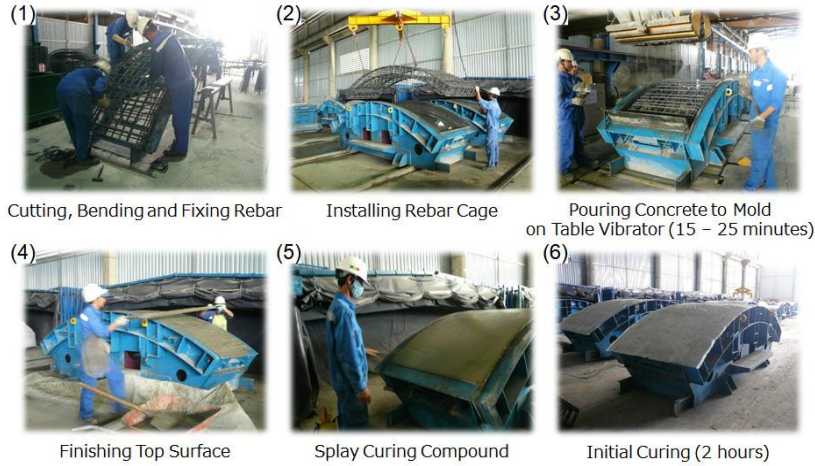 (1)
(2)
(3)
Cutting, Bending and Fixing Rebar
Installing Rebar Cage
Pouring Concrete to Mold
on Table Vibrator (15 – 25 minutes)
(4)
(5)
(6)
Finishing Top Surface
Splay Curing Compound
Initial Curing (2 hours)